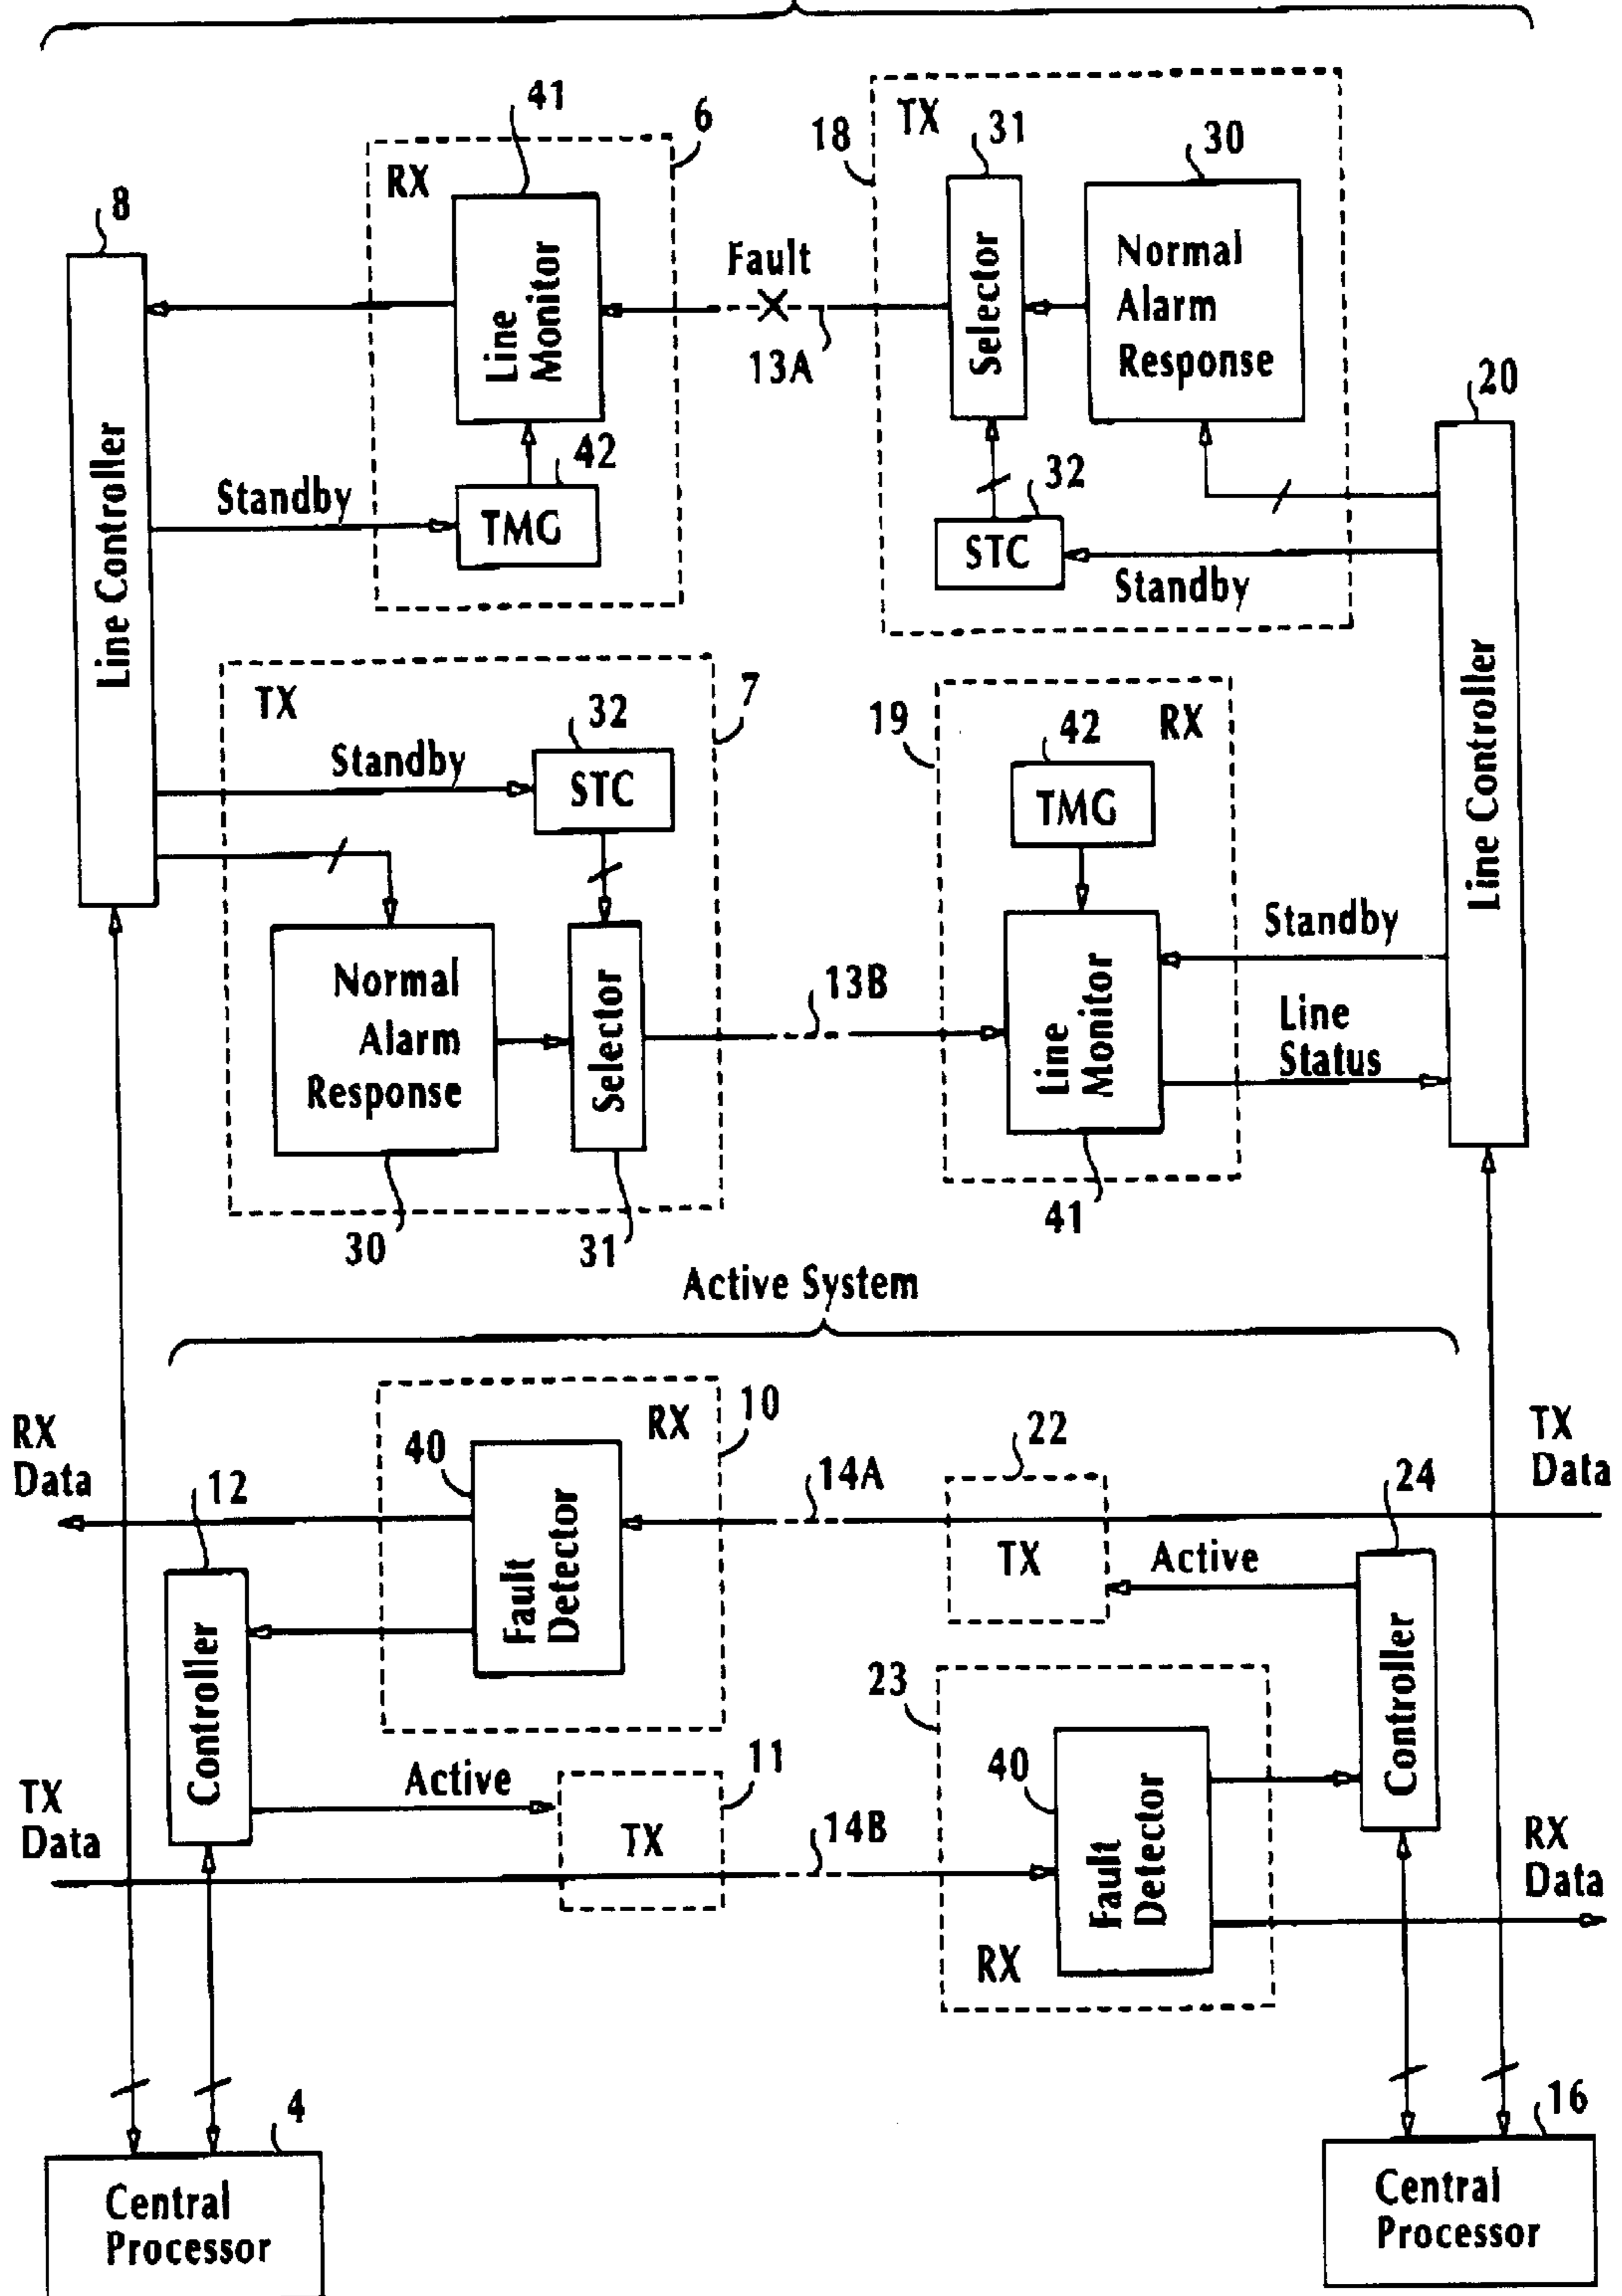 41
6
TX
31
18
30
RX
8
Fault
Normal
Alarm
Response
Selector
Line
Monitor
13A
20
42
32
Standby
TMG
STC
Standby
Line Controller
TX
7
32
19
RX
42
Standby
STC
TMG
Line Controller
Standby
Normal
Alarm
Response
Selector
13B
Line
Monitor
Line
Status
30
31
41
Active System
RX
Data
40
RX
10
22
TX
Data
12
14A
24
Fault
Detector
TX
Active
Controller
Controller
23
Active
11
40
TX
Data
TX
14B
Fault
Detector
RX
Data
RX
4
16
Central
Processor
Central
Processor